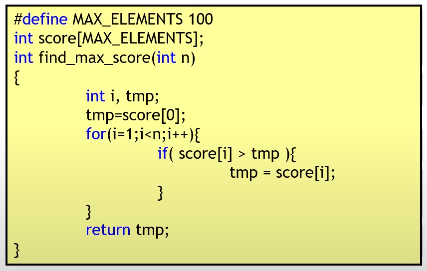 #define MAX_ELEMENTS 100
int score[MAX_ELEMENTS];
int find_max_score(int n)
{
int i, tmp;
tmp=score[0];
for(i=1;i<n;i++){
if( score[i] > tmp ){
tmp = score[i];
}
}
return tmp;
}